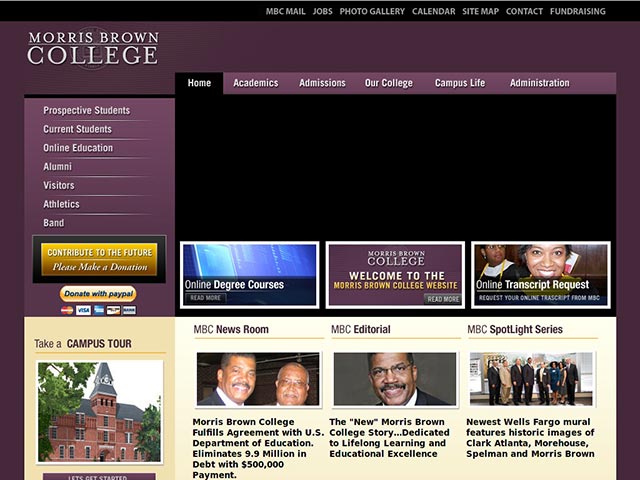 MBC MAIL JOBS PHOTO GALLERY CALENDAR SITE MAP CONTACT FUNDRAISING
MORRIS BROWN
COLLEGE
Home Academics Admissions Our College Campus Life Administration
Prospective Students
Current Students
Online Education
Alumni
Visitors
Athletics
Band
CONTRIBUTE TO THE FUTURE
Please Make a Donation
Donate with paypal
VISA
Online Degree Courses
READ MORE
MORRIS BROWN
COLLEGE
WELCOME TO THE
MORRIS BROWN COLLEGE WEBSITE
READ MORE
Online Transcript Request
REQUEST YOUR ONLINE TRASCRIPT FROM MBC
Take a CAMPUS TOUR
LETS GET STARTED
MBC News Room
Morris Brown College
Fulfills Agreement with U.S.
Department of Education.
Eliminates 9.9 Million in
Debt with $500,000
Payment.
MBC Editorial
The "New" Morris Brown
College Story...Dedicated
to Lifelong Learning and
Educational Excellence
MBC SpotLight Series
Newest Wells Fargo mural
features historic images of
Clark Atlanta, Morehouse,
Spelman and Morris Brown